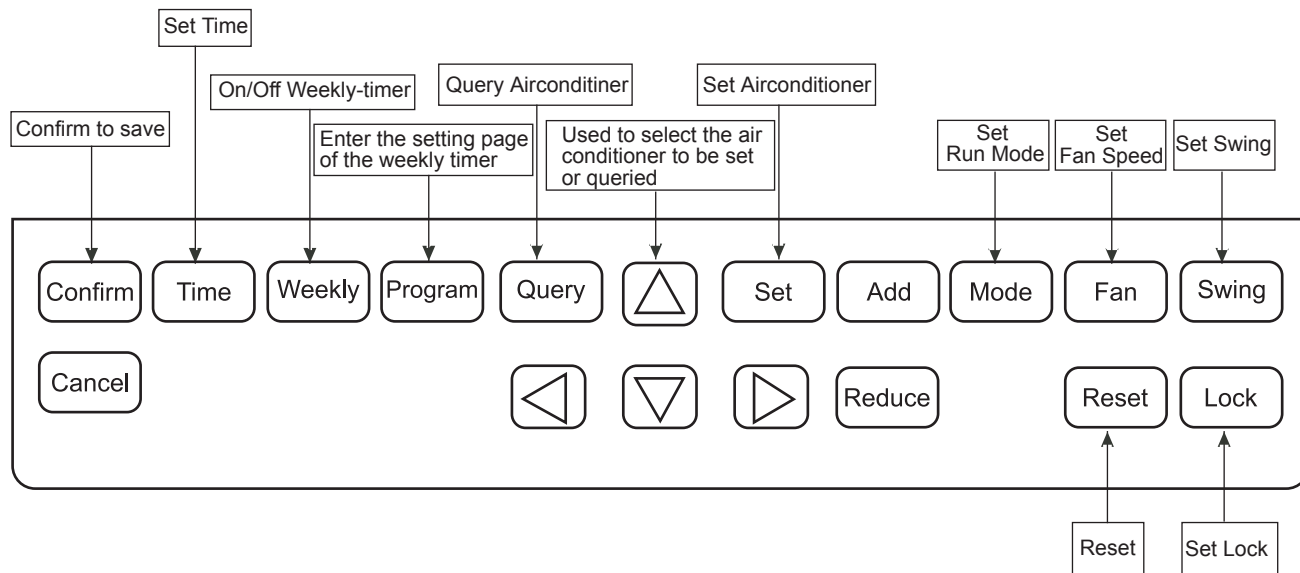 Set Time
On/Off Weekly-timer
Query Airconditiner
Set Airconditioner
Confirm to save
Enter the setting page
of the weekly timer
Used to select the air
conditioner to be set
or queried
Set
Run Mode
Set
Fan Speed
Set Swing
Confirm
Time
Weekly
Program
Query
Set
Add
Mode
Fan
Swing
Cancel
Reduce
Reset
Lock
Reset
Set Lock